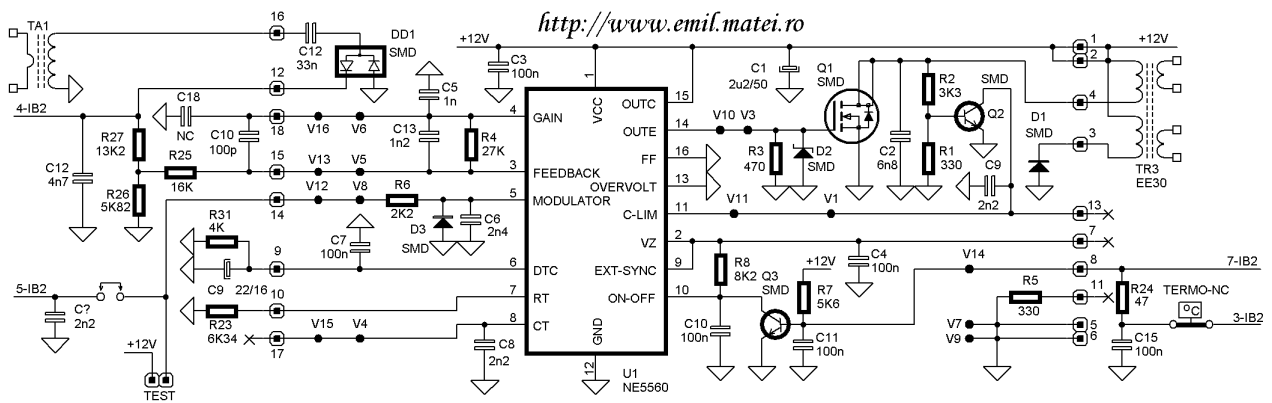 http://www.emil.matei.ro
TA1
16
C12
33n
DD1
SMD
12
+12V
C3
100n
C1
2u2/50
Q1
SMD
R2
3K3
SMD
Q2
D1
SMD
1
+12V
2
4
3
TR3
EE30
4-IB2
C18
NC
18
V16
V6
C5
1n
4
GAIN
1
VCC
OUTC
15
OUTE
14
V10
V3
R3
470
D2
SMD
C2
6n8
R1
330
C9
2n2
R27
13K2
R25
16K
C10
100p
C13
1n2
R4
27K
15
V13
V5
3
FEEDBACK
FF
16
OVERVOLT
13
C12
4n7
R26
5K82
14
V12
V8
R6
2K2
D3
SMD
C6
2n4
5
MODULATOR
C-LIM
11
V11
V1
13
R31
4K
C9
22/16
9
C7
100n
6
DTC
VZ
2
7
EXT-SYNC
9
R8
8K2
Q3
SMD
+12V
R7
5K6
C4
100n
V14
8
7-IB2
5-IB2
C?
2n2
10
R23
6K34
17
V15
V4
7
RT
8
CT
C8
2n2
ON-OFF
10
C10
100n
C11
100n
R5
330
11
R24
47
TERMO-NC
°C
3-IB2
V7
V9
5
6
C15
100n
+12V
TEST
GND
12
U1
NE5560